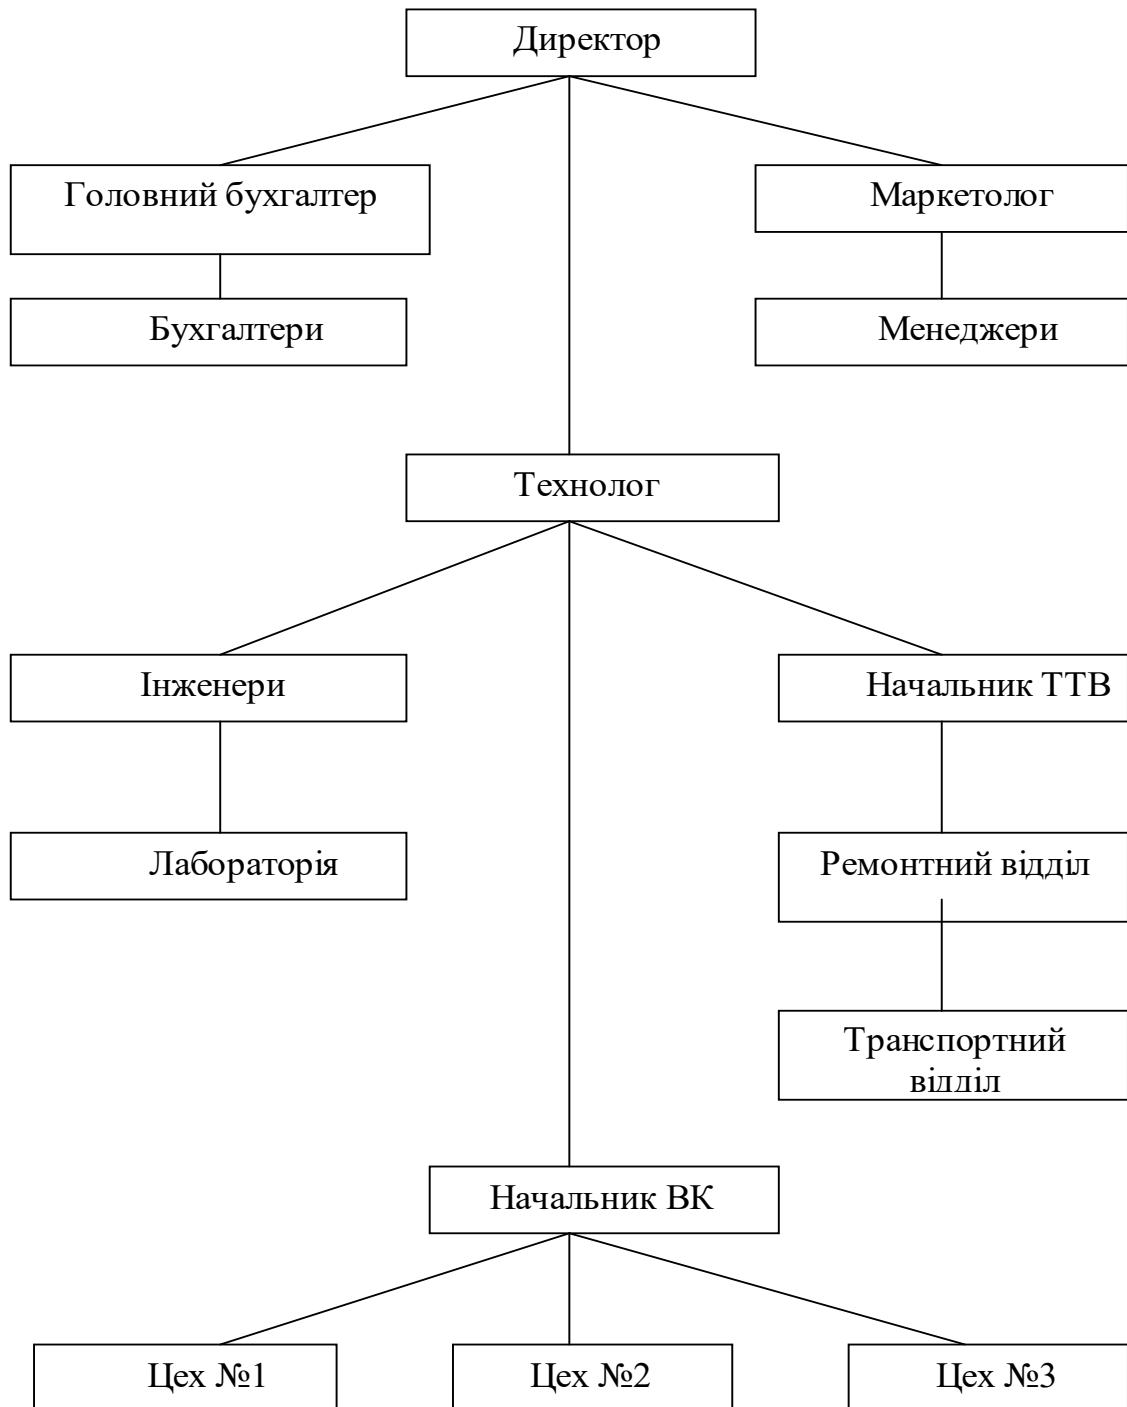 Директор
Головний бухгалтер
Маркетолог
Бухгалтери
Менеджери
Технолог
Інженери
Начальник ТТВ
Лабораторія
Ремонтний відділ
Транспортний
відділ
Начальник ВК
Цех №1
Цех №2
Цех №3